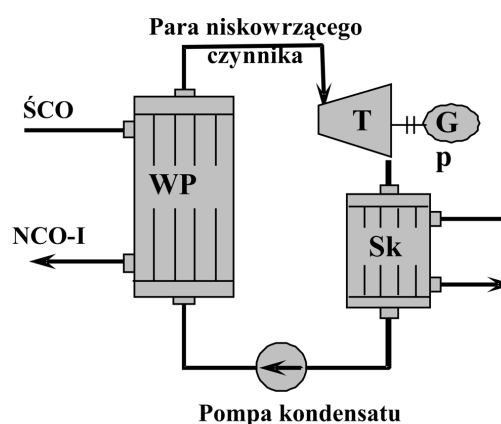 Para niskowrzącego
czynnika
ŚCO
T
G
p
WP
NCO-I
Sk
Pompa kondensatu